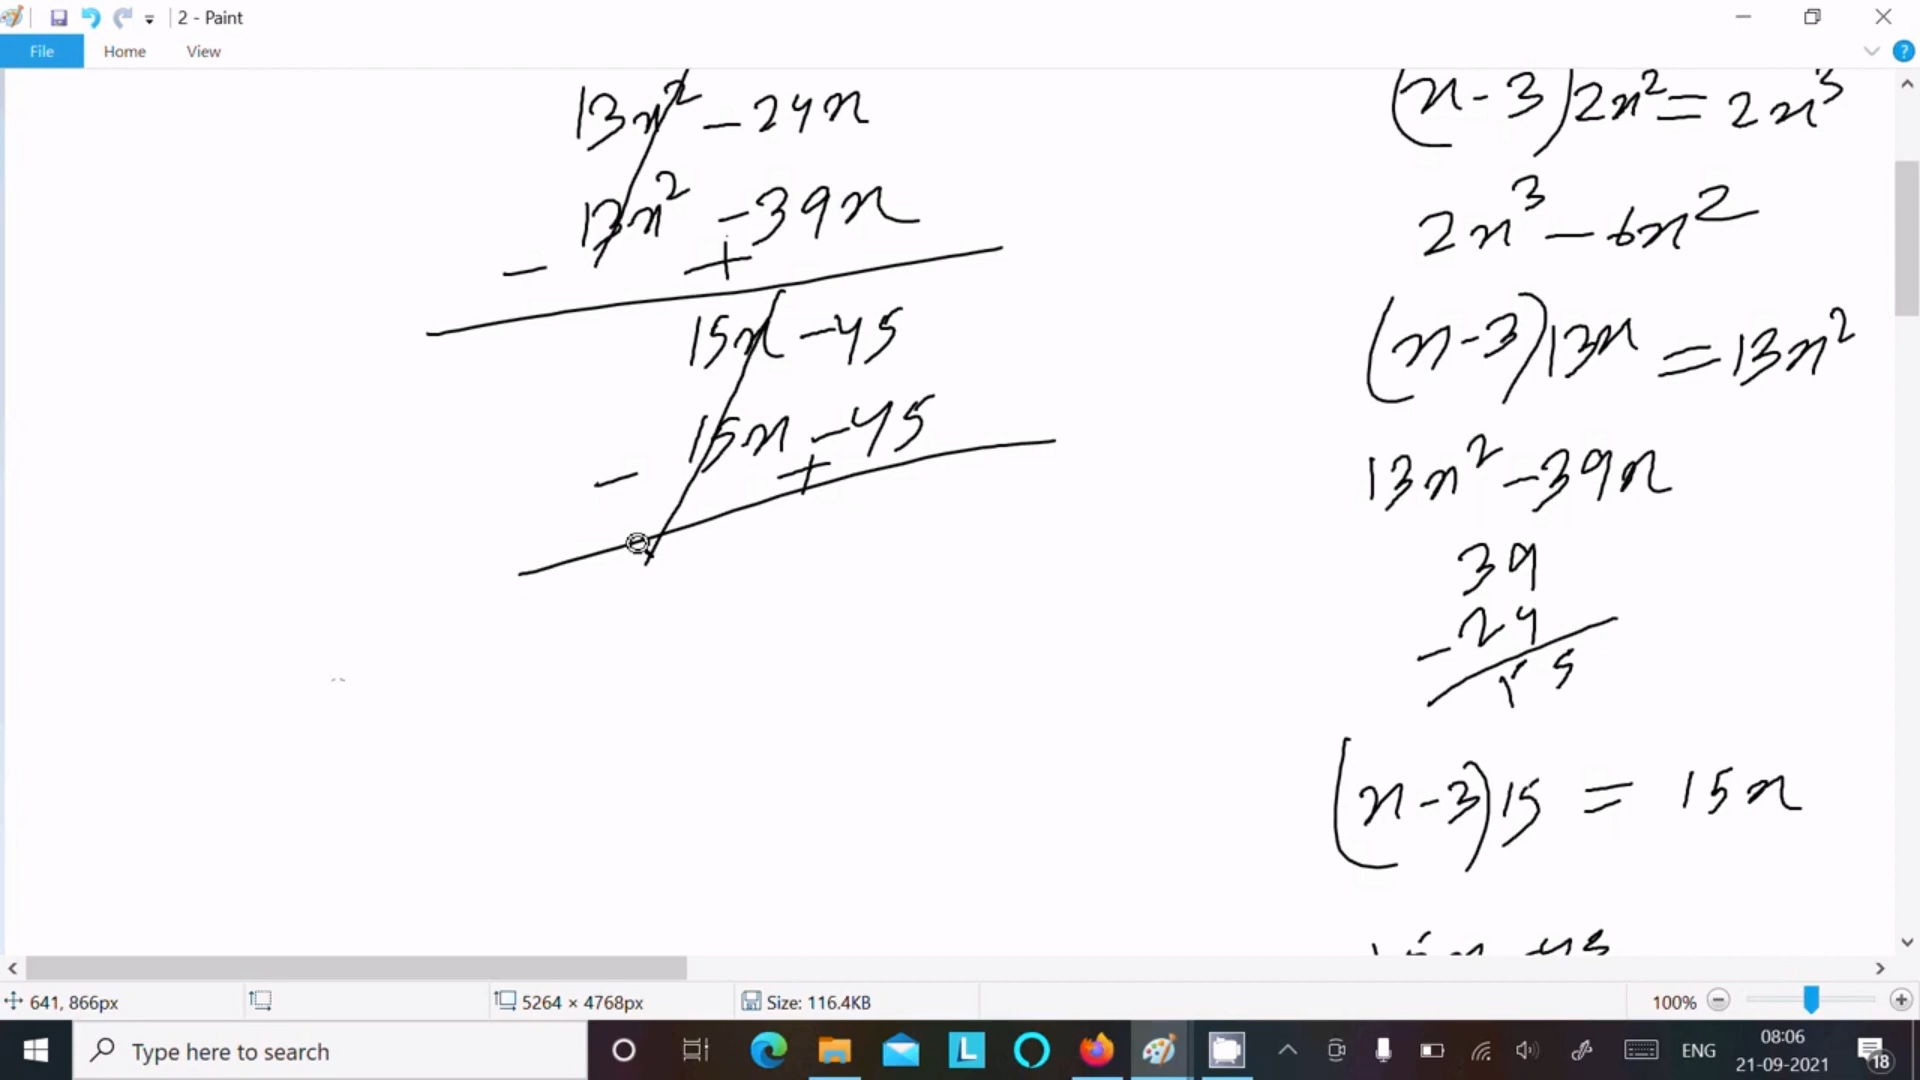 2 - Paint
File Home View
13x² - 24x
13x² - 39x
- +
15x - 45
15x - 45
- +
(x-3)2x² = 2x³
2x³ - 6x²
(x-3)13x = 13x²
13x² - 39x
39
- 24
15
(x-3)15 = 15x
641, 866px 5264 × 4768px Size: 116.4KB 100%
Type here to search
L
ENG
08:06
21-09-2021
18